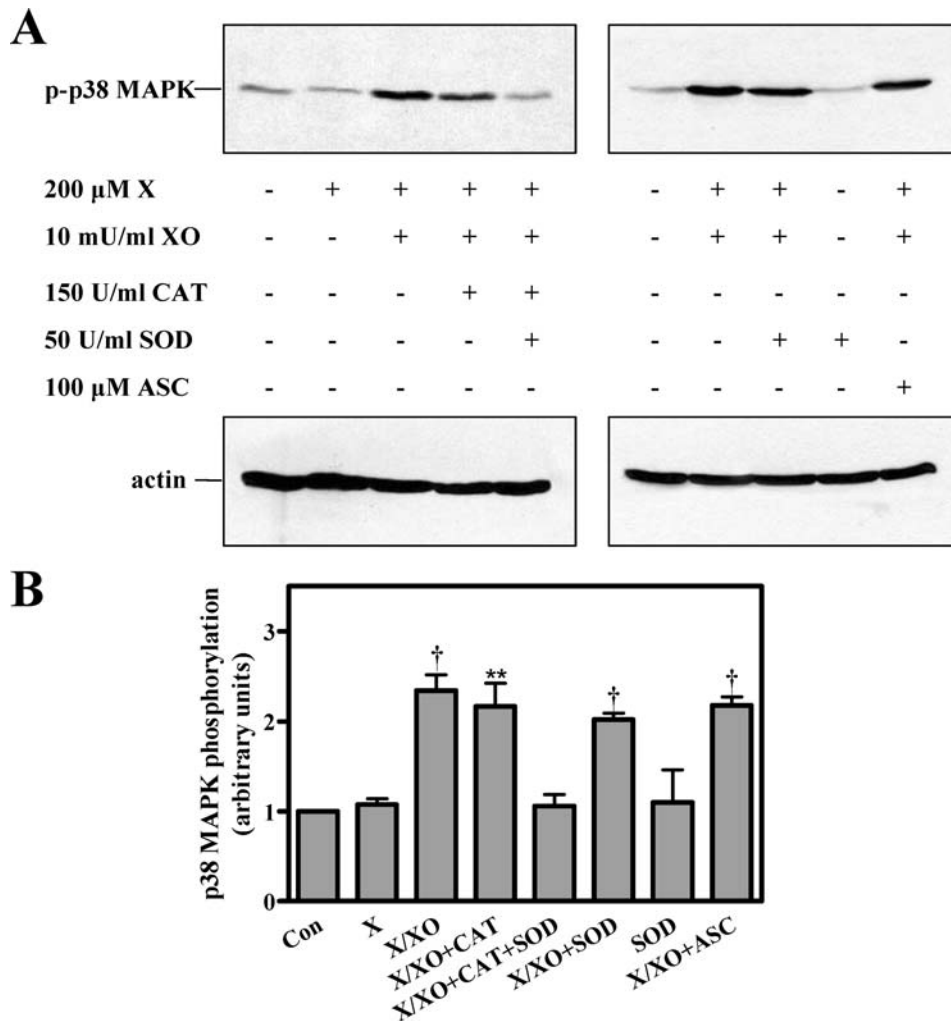 A
p-p38 MAPK
200 µM X - + + + + - + + - +
10 mU/ml XO - - + + + - + + - +
150 U/ml CAT - - - + + - - - - -
50 U/ml SOD - - - - + - - + + -
100 µM ASC - - - - - - - - - +
actin
B
p38 MAPK phosphorylation
(arbitrary units)
3
2
1
0
† ** † †
Con
X
X/XO
X/XO+CAT
X/XO+CAT+SOD
X/XO+SOD
SOD
X/XO+ASC